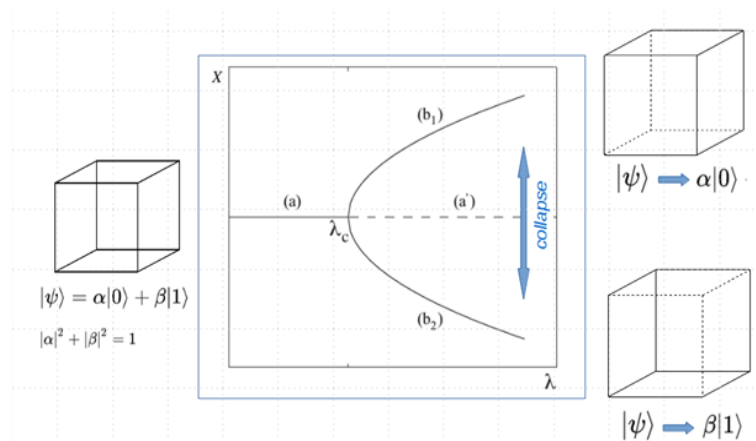 |ψ⟩ = α|0⟩ + β|1⟩
|α|² + |β|² = 1
X
(a)
λc
(b₁)
(a')
(b₂)
collapse
λ
|ψ⟩ → α|0⟩
|ψ⟩ → β|1⟩